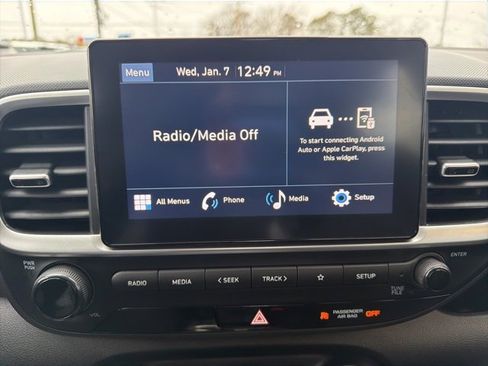 Menu
Wed, Jan. 7
12:49 PM
Radio/Media Off
To start connecting Android
Auto or Apple CarPlay, press
this widget.
All Menus
Phone
Media
Setup
PWR
PUSH
VOL
RADIO
MEDIA
< SEEK
TRACK >
SETUP
ENTER
TUNE
FILE
PASSENGER
AIR BAG
OFF